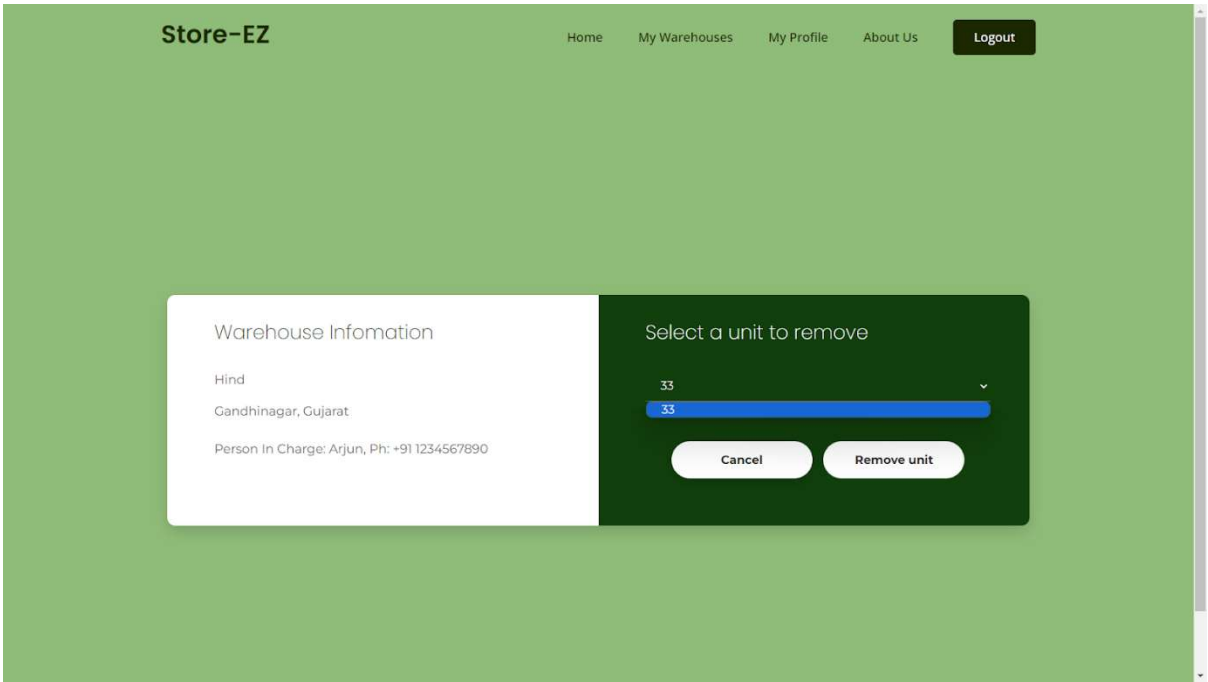 Store-EZ
Home My Warehouses My Profile About Us Logout
Warehouse Infomation
Hind
Gandhinagar, Gujarat
Person In Charge: Arjun, Ph: +91 1234567890
Select a unit to remove
33
33
Cancel Remove unit